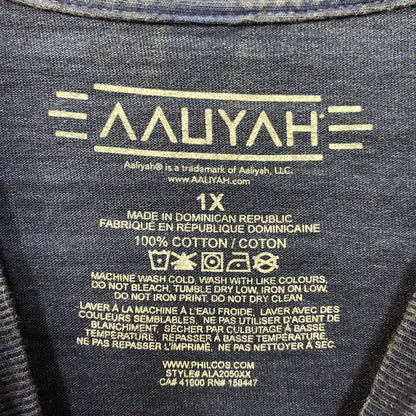 AALIYAH®
Aaliyah® is a trademark of Aaliyah, LLC.
www.AALIYAH.com
1X
MADE IN DOMINICAN REPUBLIC
FABRIQUÉ EN RÉPUBLIQUE DOMINICAINE
100% COTTON / COTON
MACHINE WASH COLD, WASH WITH LIKE COLOURS,
DO NOT BLEACH, TUMBLE DRY LOW, IRON ON LOW,
DO NOT IRON PRINT, DO NOT DRY CLEAN.
LAVER À LA MACHINE À L'EAU FROIDE, LAVER AVEC DES
COULEURS SEMBLABLES, NE PAS UTILISER D'AGENT DE
BLANCHIMENT, SÉCHER PAR CULBUTAGE À BASSE
TEMPÉRATURE, REPASSER À BASSE TEMPÉRATURE
NE PAS REPASSER L'IMPRIMÉ. NE PAS NETTOYER À SEC.
WWW.PHILCOS.COM
STYLE# ALA2050XX
CA# 41000 RN# 158447